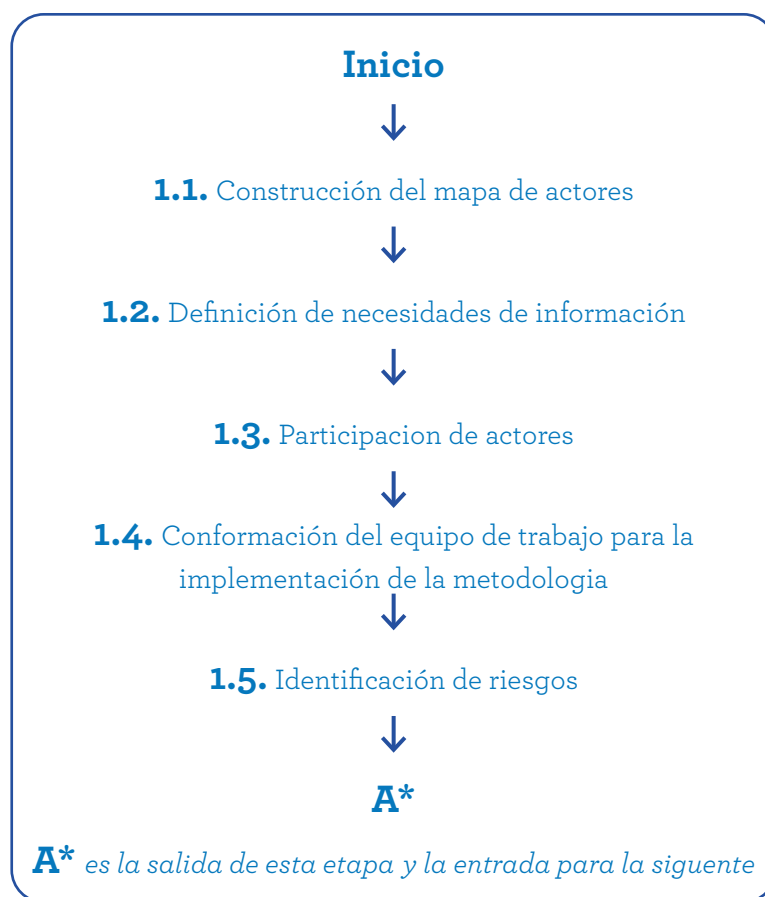 Inicio
1.1. Construcción del mapa de actores
1.2. Definición de necesidades de información
1.3. Participacion de actores
1.4. Conformación del equipo de trabajo para la
implementación de la metodologia
1.5. Identificación de riesgos
A*
A* es la salida de esta etapa y la entrada para la siguente